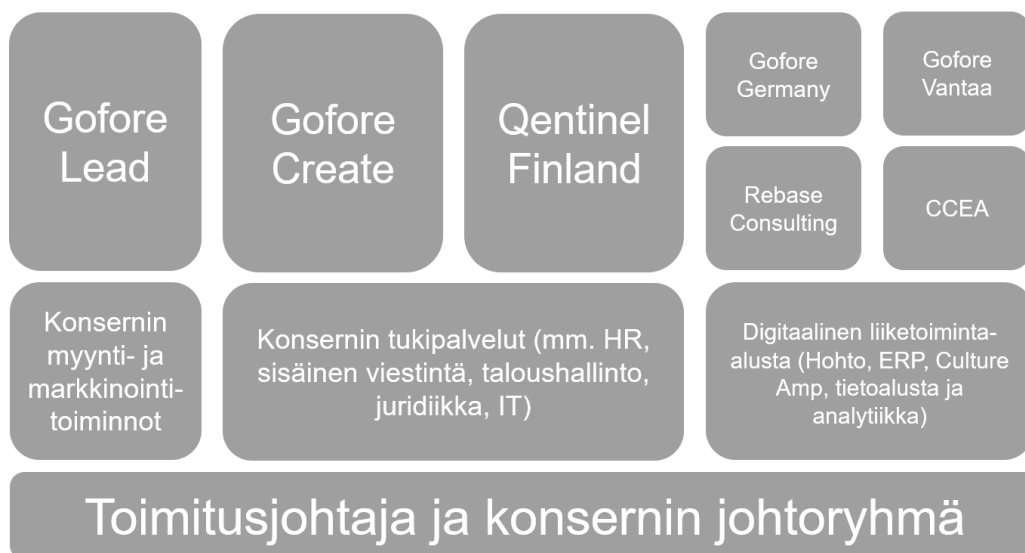 Gofore
Lead
Gofore
Create
Qentinel
Finland
Gofore
Germany
Gofore
Vantaa
Rebase
Consulting
CCEA
Konsernin
myynti- ja
markkinointi-
toiminnot
Konsernin tukipalvelut (mm. HR,
sisäinen viestintä, taloushallinto,
juridiikka, IT)
Digitaalinen liiketoiminta-
alusta (Hohto, ERP, Culture
Amp, tietoalusta ja
analytiikka)
Toimitusjohtaja ja konsernin johtoryhmä